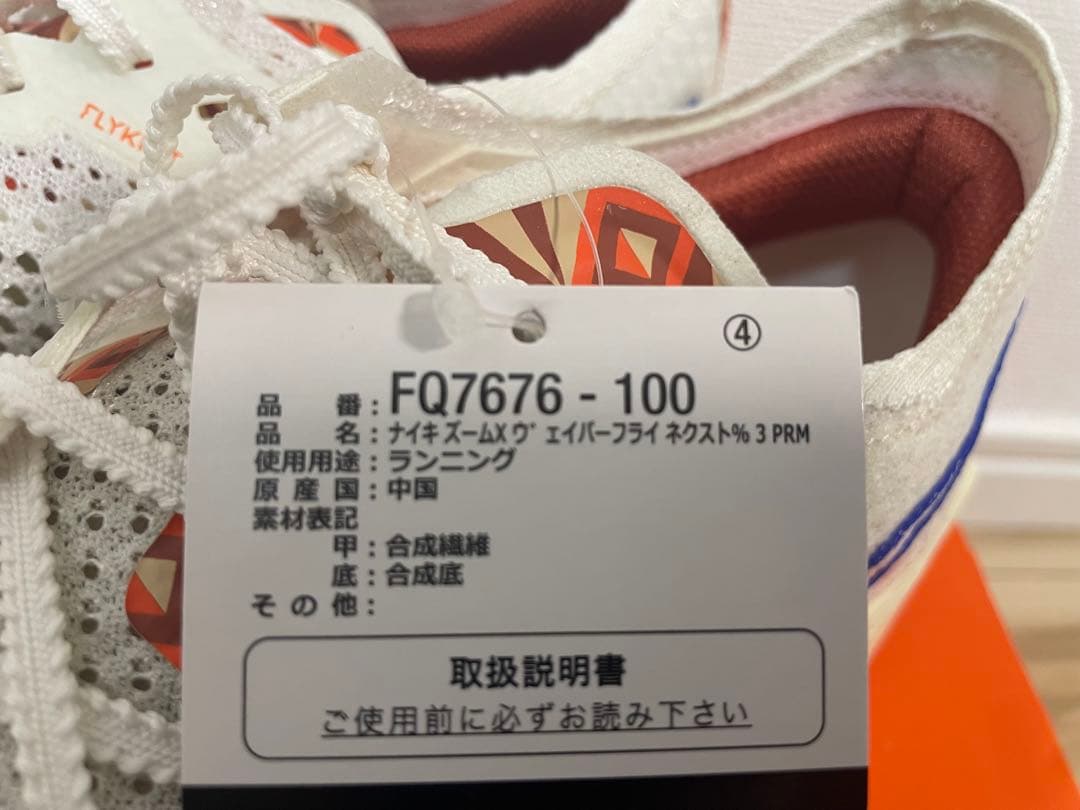 FLYKNIT
④
品番:FQ7676-100
品名:ナイキ ズームX ヴェイパーフライ ネクスト% 3 PRM
使用用途:ランニング
原産国:中国
素材表記
甲:合成繊維
底:合成底
その他:
取扱説明書
ご使用前に必ずお読み下さい